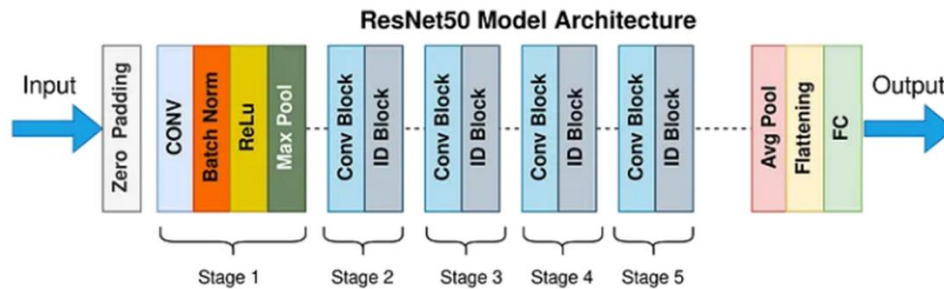 ResNet50 Model Architecture
Input
Zero Padding
CONV
Batch Norm
ReLu
Max Pool
Conv Block
ID Block
Conv Block
ID Block
Conv Block
ID Block
Conv Block
ID Block
Avg Pool
Flattening
FC
Output
Stage 1
Stage 2
Stage 3
Stage 4
Stage 5